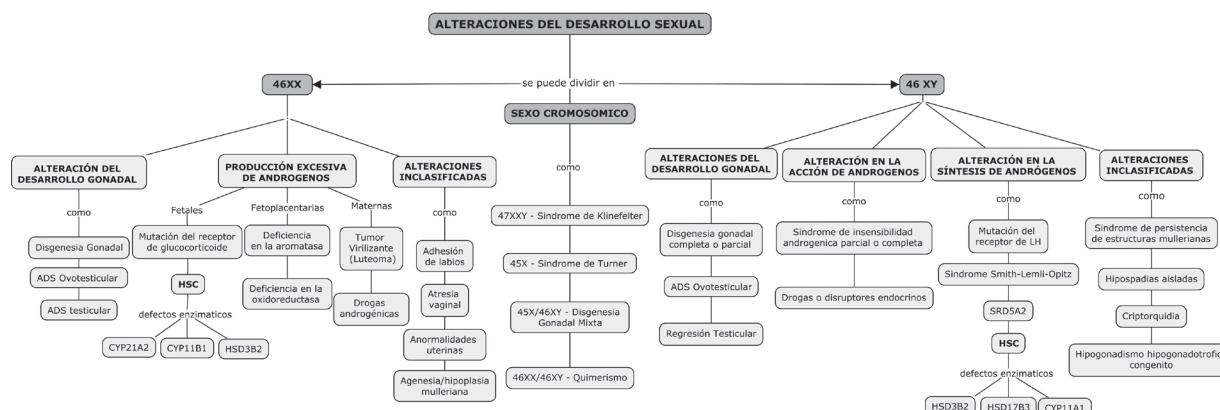 ALTERACIONES DEL DESARROLLO SEXUAL
se puede dividir en
46XX
46 XY
SEXO CROMOSOMICO
ALTERACIÓN DEL
DESARROLLO GONADAL
como
Disgenesia Gonadal
ADS Ovotesticular
ADS testicular
PRODUCCIÓN EXCESIVA
DE ANDROGENOS
Fetales
Mutación del receptor
de glucocorticoide
HSC
defectos enzimaticos
CYP21A2
CYP11B1
HSD3B2
Fetoplacentarias
Deficiencia
en la aromatasa
Deficiencia en la
oxidoreductasa
Maternas
Tumor
Virilizante
(Luteoma)
Drogas
androgénicas
ALTERACIONES
INCLASIFICADAS
como
Adhesión
de labios
Atresia
vaginal
Anormalidades
uterinas
Agenesia/hipoplasia
mulleriana
como
47XXY - Sindrome de Klinefelter
45X - Sindrome de Turner
45X/46XY - Disgenesia
Gonadal Mixta
46XX/46XY - Quimerismo
ALTERACIONES DEL
DESARROLLO GONADAL
como
Disgenesia gonadal
completa o parcial
ADS Ovotesticular
Regresión Testicular
ALTERACIÓN EN LA
ACCIÓN DE ANDROGENOS
como
Sindrome de insensibilidad
androgenica parcial o completa
Drogas o disruptores endocrinos
ALTERACIÓN EN LA
SÍNTESIS DE ANDRÓGENOS
como
Mutación del
receptor de LH
Sindrome Smith-Lemli-Opitz
SRD5A2
HSC
defectos enzimaticos
HSD3B2
HSD17B3
CYP11A1
ALTERACIONES
INCLASIFICADAS
como
Sindrome de persistencia
de estructuras mullerianas
Hipospadias aisladas
Criptorquidia
Hipogonadismo hipogonadotrofic
congenito